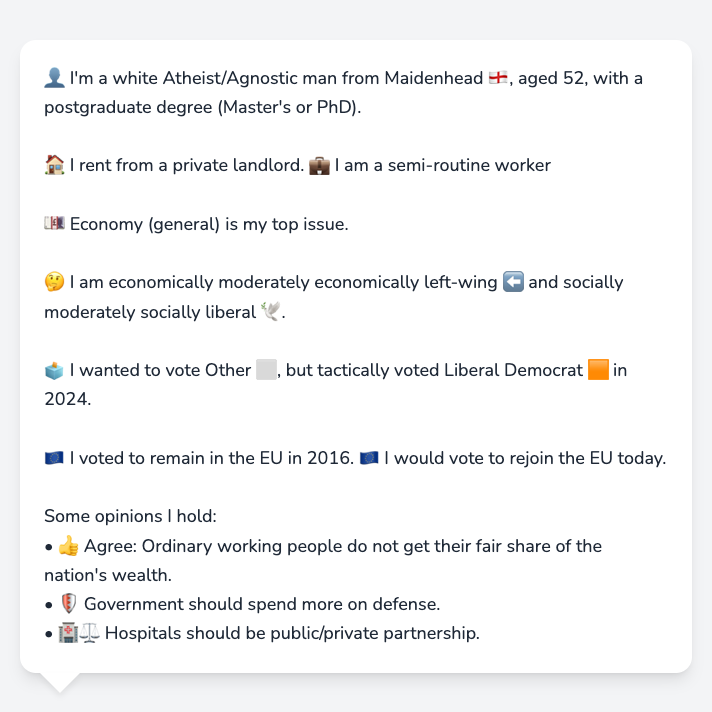 👤 I'm a white Atheist/Agnostic man from Maidenhead 🏴󠁧󠁢󠁥󠁮󠁧󠁿, aged 52, with a
postgraduate degree (Master's or PhD).
🏠 I rent from a private landlord. 💼 I am a semi-routine worker
💷 Economy (general) is my top issue.
🤔 I am economically moderately economically left-wing ⬅️ and socially
moderately socially liberal 🕊️.
🗳️ I wanted to vote Other ⬜, but tactically voted Liberal Democrat 🟧 in
2024.
🇪🇺 I voted to remain in the EU in 2016. 🇪🇺 I would vote to rejoin the EU today.
Some opinions I hold:
• 👍 Agree: Ordinary working people do not get their fair share of the
nation's wealth.
• 🛡️ Government should spend more on defense.
• 🏥⚖️ Hospitals should be public/private partnership.